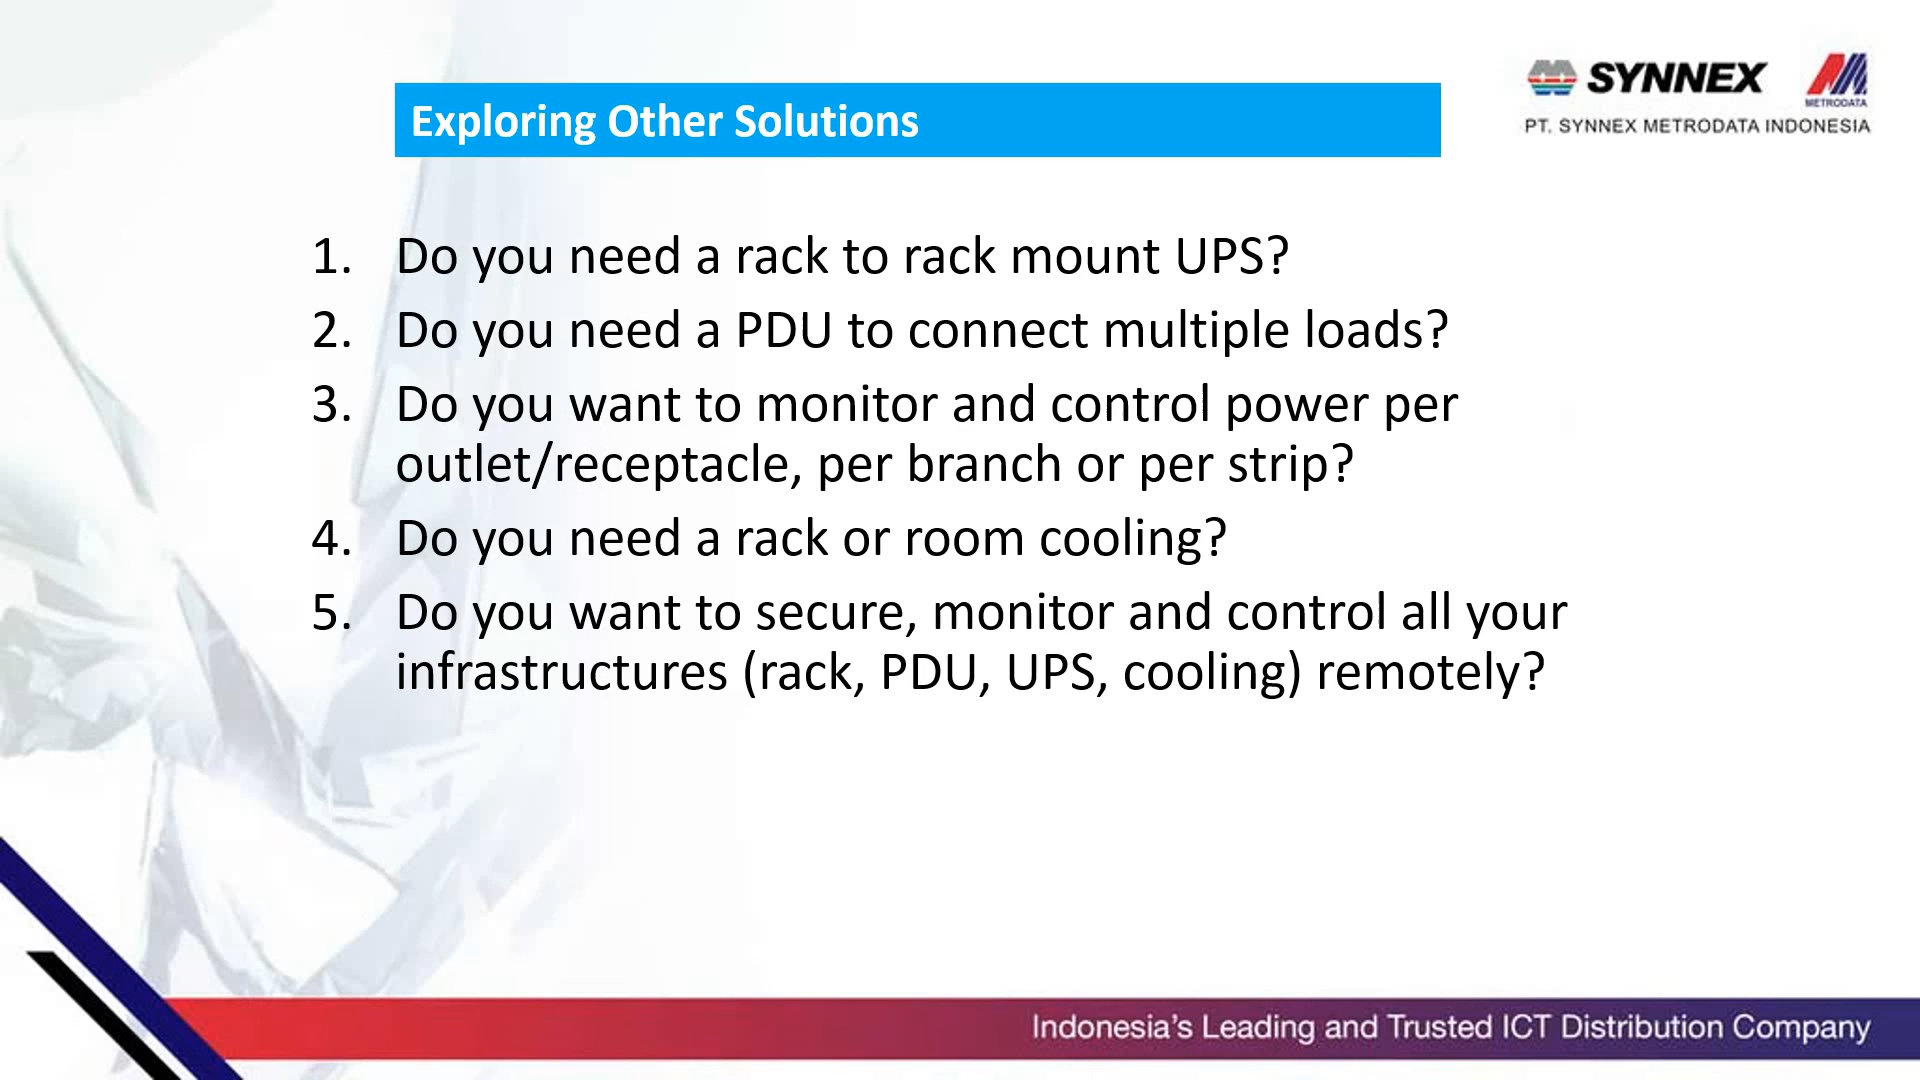 SYNNEX
METRODATA
PT. SYNNEX METRODATA INDONESIA
Exploring Other Solutions
1. Do you need a rack to rack mount UPS?
2. Do you need a PDU to connect multiple loads?
3. Do you want to monitor and control power per
outlet/receptacle, per branch or per strip?
4. Do you need a rack or room cooling?
5. Do you want to secure, monitor and control all your
infrastructures (rack, PDU, UPS, cooling) remotely?
Indonesia's Leading and Trusted ICT Distribution Company